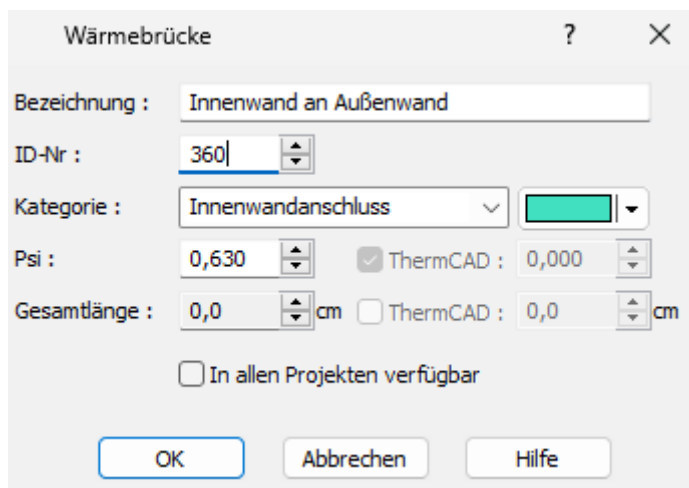 Wärmebrücke ?
Bezeichnung : Innenwand an Außenwand
ID-Nr : 360
Kategorie : Innenwandanschluss
Psi : 0,630 ThermCAD : 0,000
Gesamtlänge : 0,0 cm ThermCAD : 0,0 cm
In allen Projekten verfügbar
OK Abbrechen Hilfe